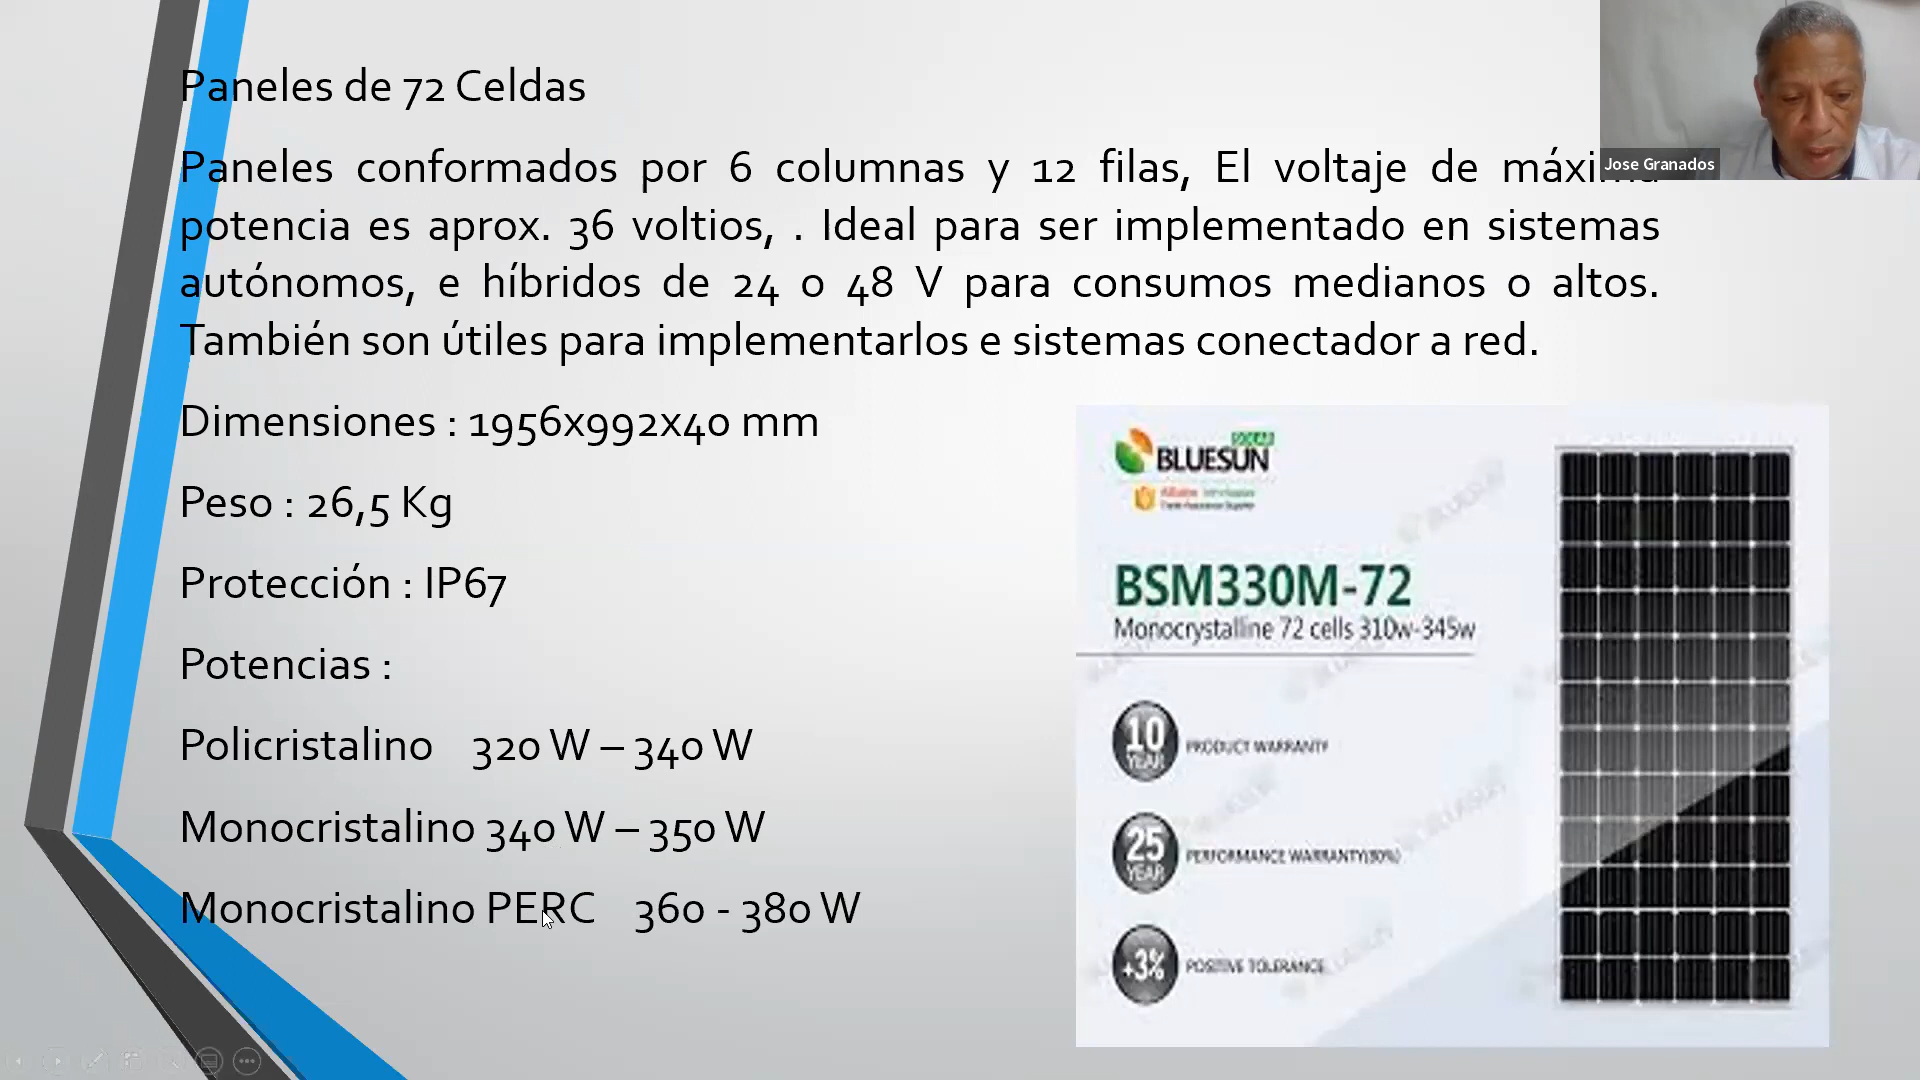 Paneles de 72 Celdas
Jose Granados
Paneles conformados por 6 columnas y 12 filas, El voltaje de
potencia es aprox. 36 voltios, . Ideal para ser implementado en sistemas
autónomos, e híbridos de 24 o 48 V para consumos medianos o altos.
También son útiles para implementarlos e sistemas conectador a red.
Dimensiones : 1956x992x40 mm
Peso : 26,5 Kg
Protección : IP67
Potencias :
Policristalino 320 W – 340 W
Monocristalino 340 W – 350 W
Monocristalino PERC 360 - 380 W
SOLAR
BLUESUN
BSM330M-72
Monocrystalline 72 cells 310w-345w
10
YEAR
PRODUCT WARRANTY
25
YEAR
PERFORMANCE WARRANTY(80%)
+3%
POSITIVE TOLERANCE